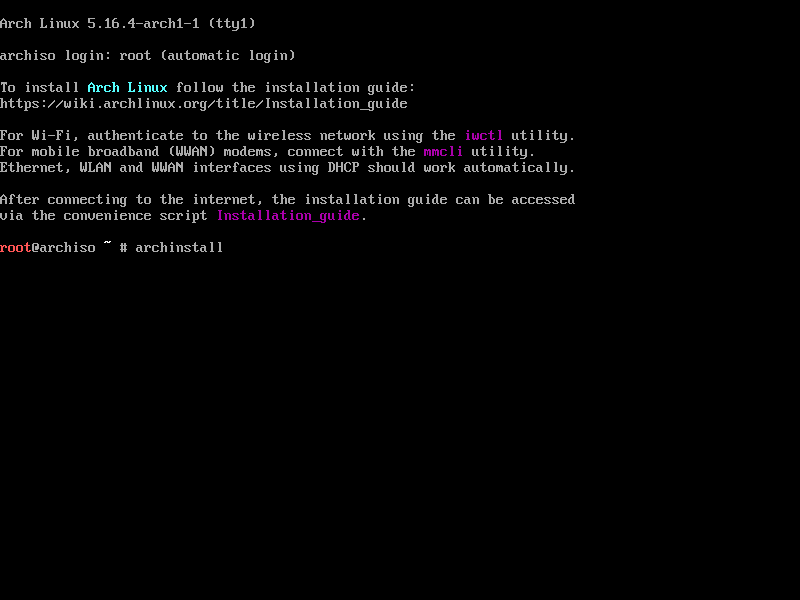 Arch Linux 5.16.4-arch1-1 (tty1)
archiso login: root (automatic login)
To install Arch Linux follow the installation guide:
https://wiki.archlinux.org/title/Installation_guide
For Wi-Fi, authenticate to the wireless network using the iwctl utility.
For mobile broadband (WWAN) modems, connect with the mmcli utility.
Ethernet, WLAN and WWAN interfaces using DHCP should work automatically.
After connecting to the internet, the installation guide can be accessed
via the convenience script Installation_guide.
root@archiso ~ # archinstall